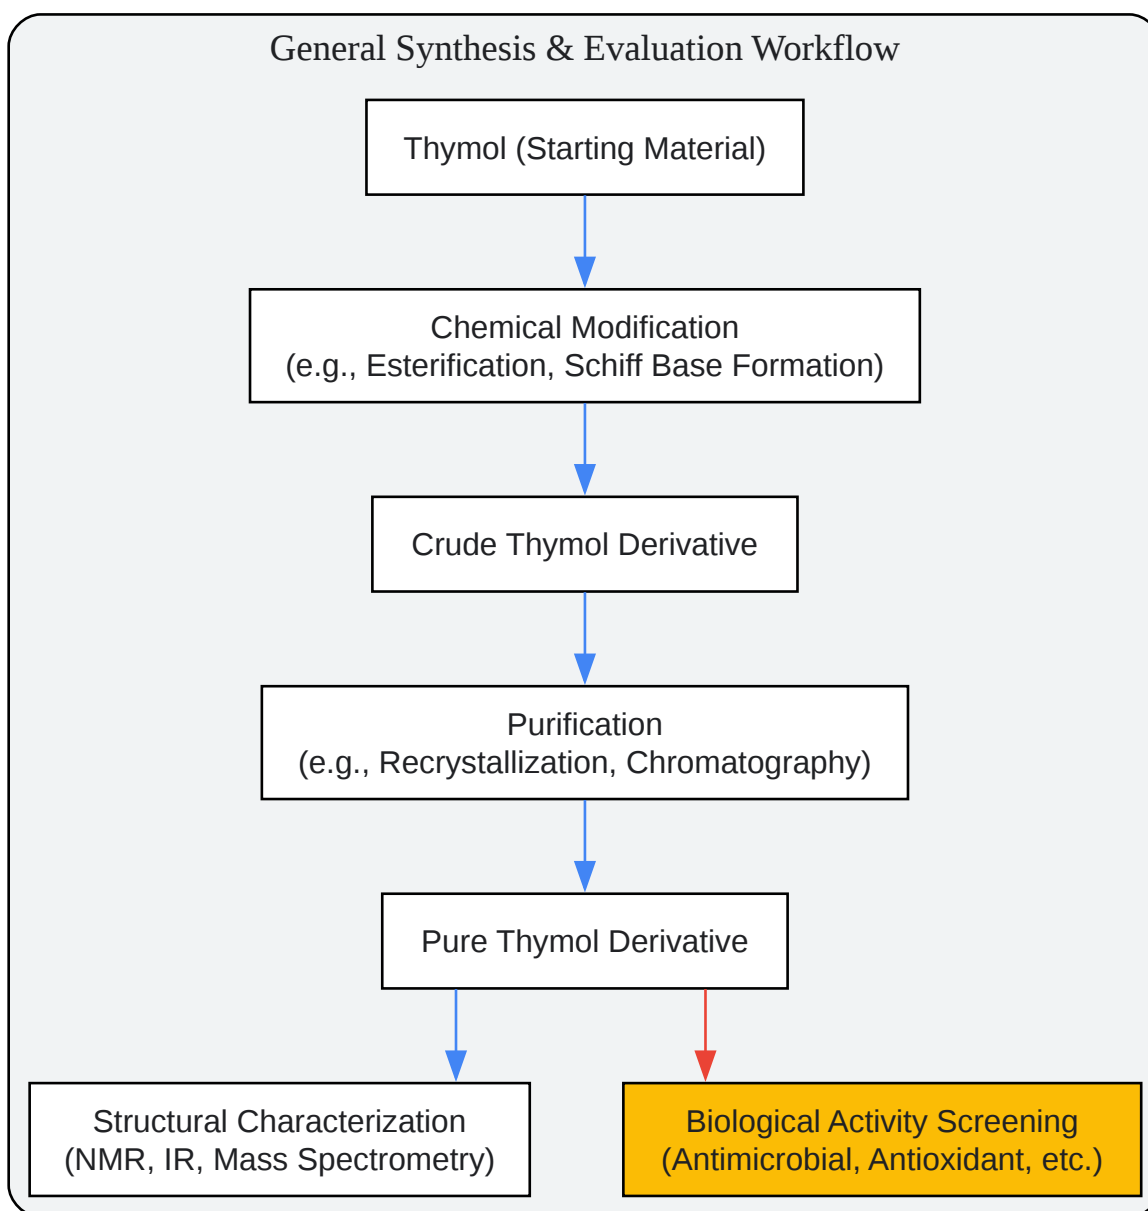 General Synthesis & Evaluation Workflow
Thymol (Starting Material)
Chemical Modification
(e.g., Esterification, Schiff Base Formation)
Crude Thymol Derivative
Purification
(e.g., Recrystallization, Chromatography)
Pure Thymol Derivative
Structural Characterization
(NMR, IR, Mass Spectrometry)
Biological Activity Screening
(Antimicrobial, Antioxidant, etc.)